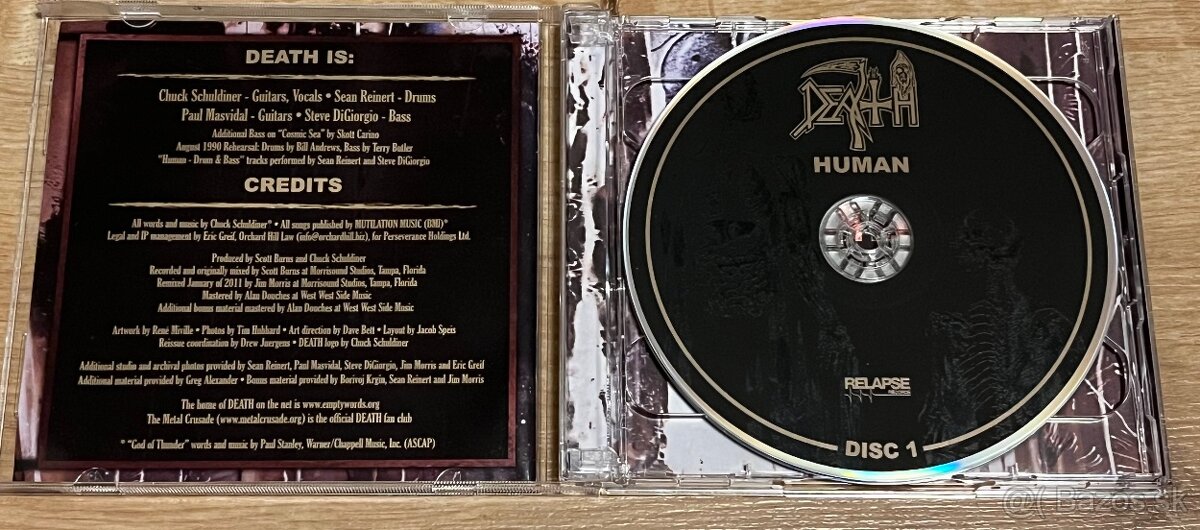 DEATH IS:
Chuck Schuldiner - Guitars, Vocals • Sean Reinert - Drums
Paul Masvidal - Guitars • Steve DiGiorgio - Bass
Additional Bass on "Cosmic Sea" by Skott Carino
August 1990 Rehearsal: Drums by Bill Andrews, Bass by Terry Butler
"Human - Drum & Bass" tracks performed by Sean Reinert and Steve DiGiorgio
CREDITS
All words and music by Chuck Schuldiner* • All songs published by MUTILATION MUSIC (BMI)*
Legal and IP management by Eric Greif, Orchard Hill Law (info@orchardhill.biz), for Perseverance Holdings Ltd.
Produced by Scott Burns and Chuck Schuldiner
Recorded and originally mixed by Scott Burns at Morrisound Studios, Tampa, Florida
Remixed January of 2011 by Jim Morris at Morrisound Studios, Tampa, Florida
Mastered by Alan Douches at West West Side Music
Additional bonus material mastered by Alan Douches at West West Side Music
Artwork by René Miville • Photos by Tim Hubbard • Art direction by Dave Bett • Layout by Jacob Speis
Reissue coordination by Drew Juergens • DEATH logo by Chuck Schuldiner
Additional studio and archival photos provided by Sean Reinert, Paul Masvidal, Steve DiGiorgio, Jim Morris and Eric Greif
Additional material provided by Greg Alexander • Bonus material provided by Borivoj Krgin, Sean Reinert and Jim Morris
The home of DEATH on the net is www.emptywords.org
The Metal Crusade (www.metalcrusade.org) is the official DEATH fan club
* "God of Thunder" words and music by Paul Stanley, Warner/Chappell Music, Inc. (ASCAP)
DEATH
HUMAN
RELAPSE
RECORDS
DISC 1
Bazoš.sk